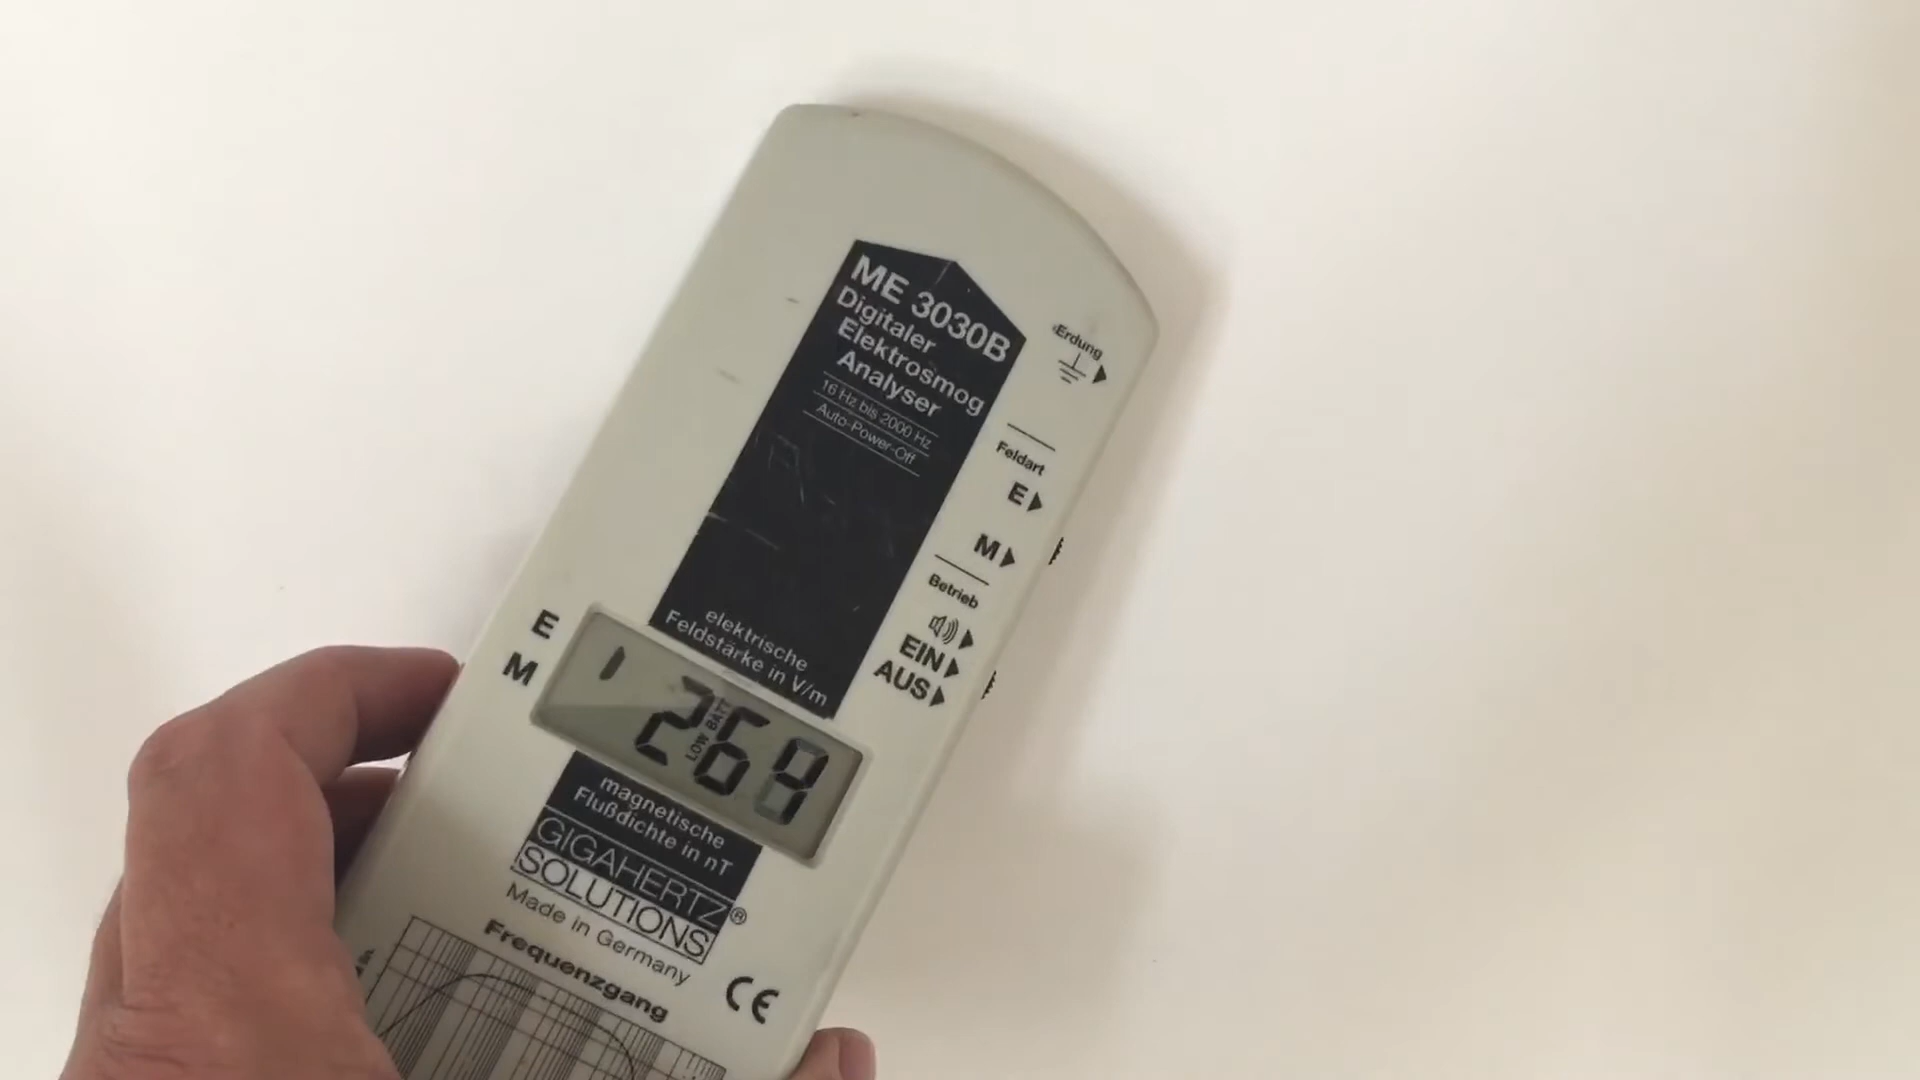 ME 3030B
Digitaler
Elektrosmog
Analyser
16 Hz bis 2000 Hz
Auto-Power-Off
Erdung
Feldart
E
M
Betrieb
EIN
AUS
elektrische
Feldstärke in V/m
E
M
LOW BATT
magnetische
Flußdichte in nT
GIGAHERTZ®
SOLUTIONS
Made in Germany
CE
Frequenzgang